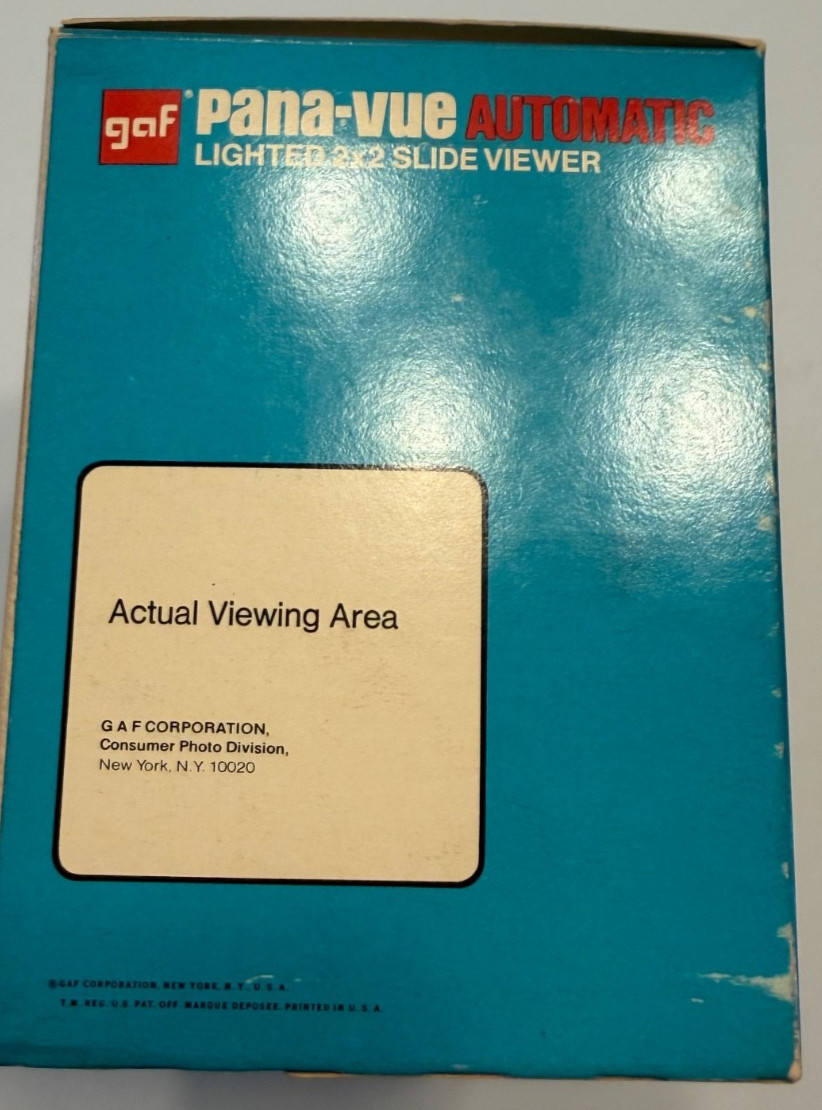 gaf® pana-vue AUTOMATIC
LIGHTED 2x2 SLIDE VIEWER
Actual Viewing Area
G A F CORPORATION,
Consumer Photo Division,
New York, N.Y. 10020
©GAF CORPORATION, NEW YORK, N.Y., U.S.A.
T.M. REG. U.S. PAT. OFF. MARQUE DEPOSEE. PRINTED IN U.S.A.